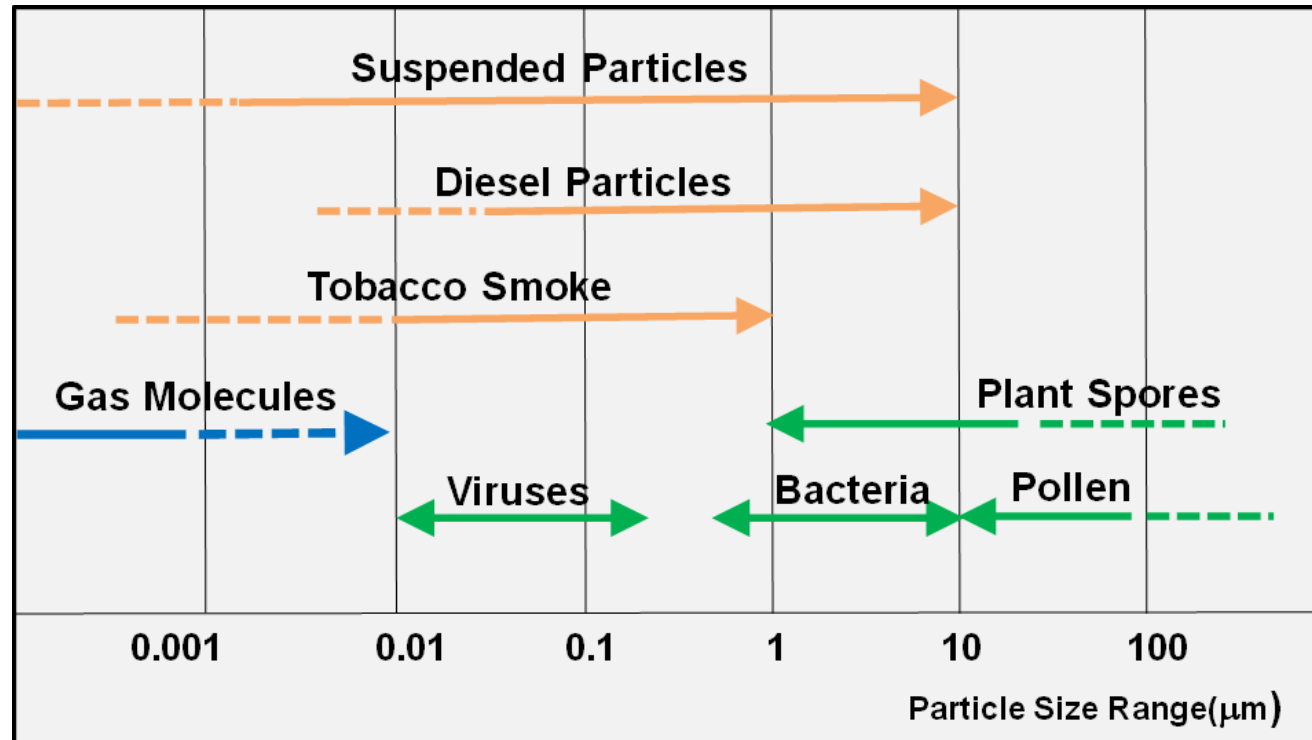 Suspended Particles
Diesel Particles
Tobacco Smoke
Gas Molecules
Plant Spores
Viruses
Bacteria
Pollen
0.001 0.01 0.1 1 10 100
Particle Size Range(μm)